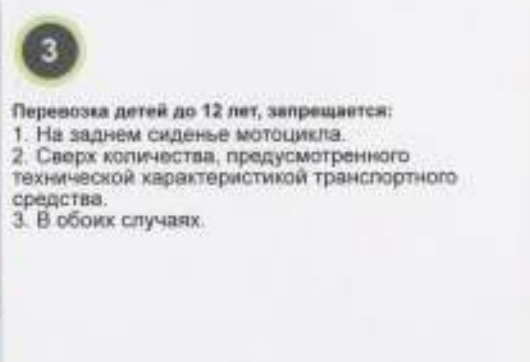 3
Перевозка детей до 12 лет, запрещается:
1. На заднем сиденье мотоцикла.
2. Сверх количества, предусмотренного
технической характеристикой транспортного
средства.
3. В обоих случаях.